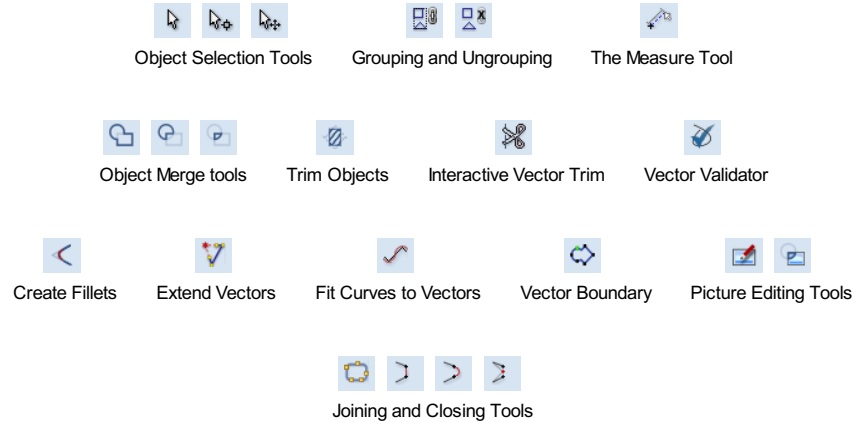 Object Selection Tools
Grouping and Ungrouping
The Measure Tool
Object Merge tools
Trim Objects
Interactive Vector Trim
Vector Validator
Create Fillets
Extend Vectors
Fit Curves to Vectors
Vector Boundary
Picture Editing Tools
Joining and Closing Tools